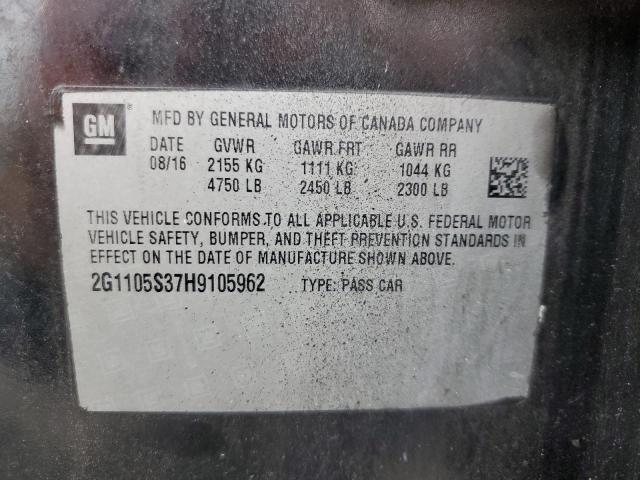 GM
MFD BY GENERAL MOTORS OF CANADA COMPANY
DATE GVWR GAWR FRT GAWR RR
08/16 2155 KG 1111 KG 1044 KG
4750 LB 2450 LB 2300 LB
THIS VEHICLE CONFORMS TO ALL APPLICABLE U.S. FEDERAL MOTOR
VEHICLE SAFETY, BUMPER, AND THEFT PREVENTION STANDARDS IN
EFFECT ON THE DATE OF MANUFACTURE SHOWN ABOVE.
2G1105S37H9105962 TYPE: PASS CAR